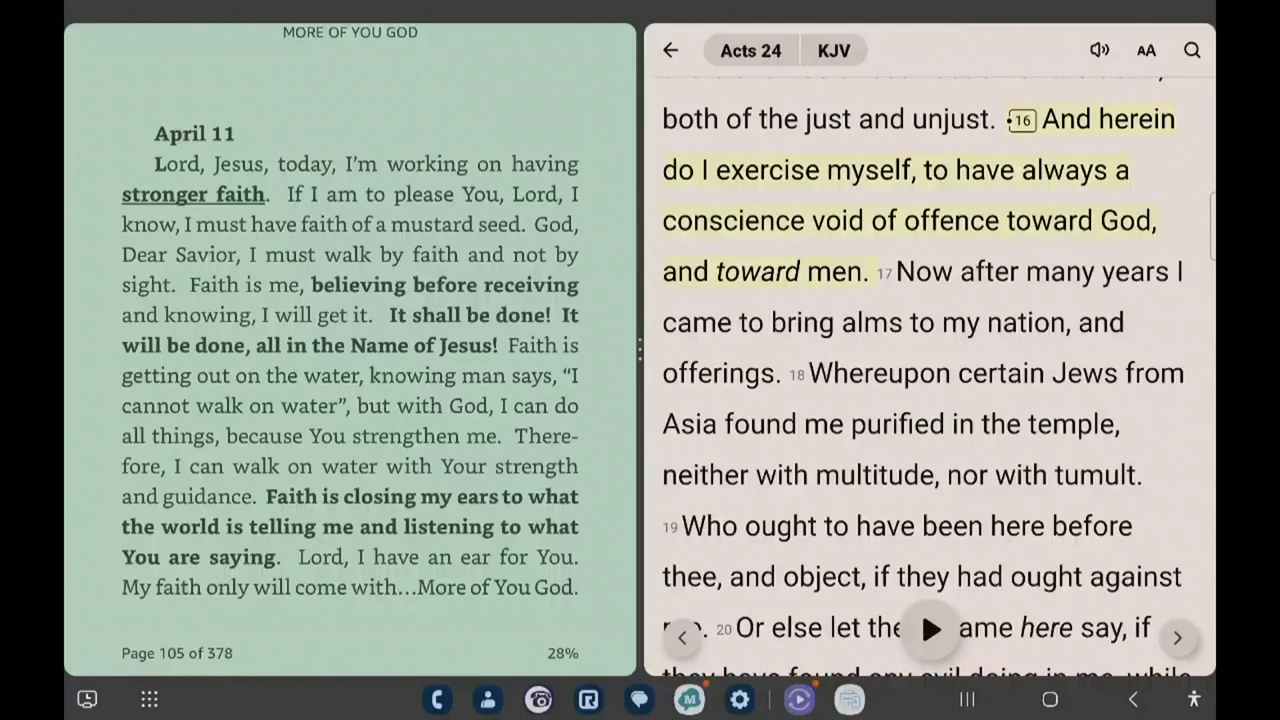 MORE OF YOU GOD
April 11
Lord, Jesus, today, I'm working on having
stronger faith. If I am to please You, Lord, I
know, I must have faith of a mustard seed. God,
Dear Savior, I must walk by faith and not by
sight. Faith is me, believing before receiving
and knowing, I will get it. It shall be done! It
will be done, all in the Name of Jesus! Faith is
getting out on the water, knowing man says, “I
cannot walk on water”, but with God, I can do
all things, because You strengthen me. There-
fore, I can walk on water with Your strength
and guidance. Faith is closing my ears to what
the world is telling me and listening to what
You are saying. Lord, I have an ear for You.
My faith only will come with…More of You God.
Page 105 of 378 28%
Acts 24 KJV AA
both of the just and unjust. 16 And herein
do I exercise myself, to have always a
conscience void of offence toward God,
and toward men. 17 Now after many years I
came to bring alms to my nation, and
offerings. 18 Whereupon certain Jews from
Asia found me purified in the temple,
neither with multitude, nor with tumult.
19 Who ought to have been here before
thee, and object, if they had ought against
20 Or else let here say, if
they have found any evil doing in me, while